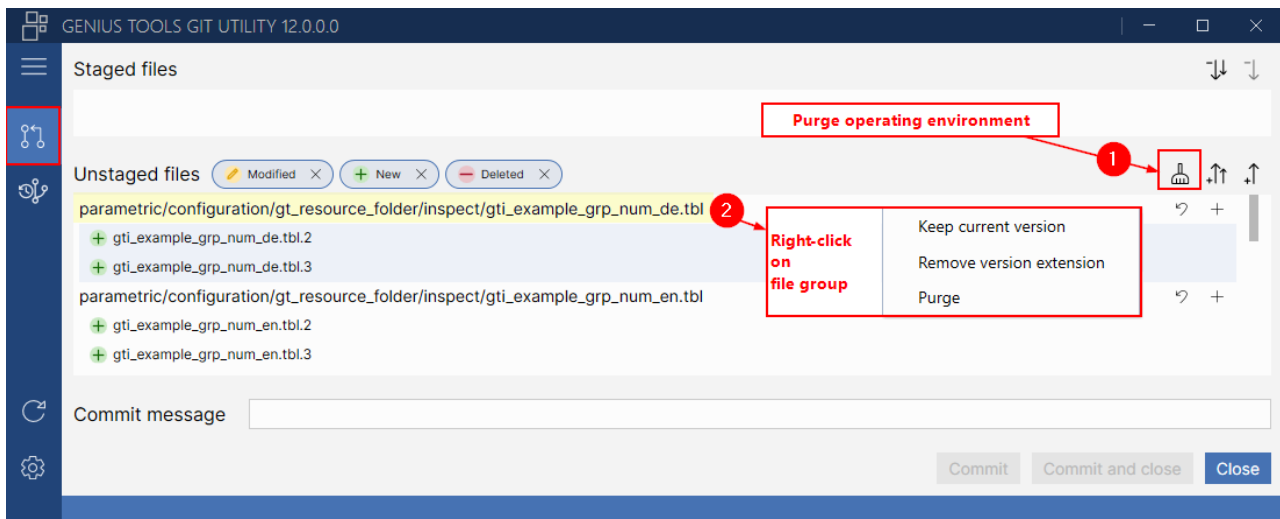 GENIUS TOOLS GIT UTILITY 12.0.0.0
Staged files
Purge operating environment
1
Unstaged files Modified New Deleted
parametric/configuration/gt_resource_folder/inspect/gti_example_grp_num_de.tbl
2
gti_example_grp_num_de.tbl.2
gti_example_grp_num_de.tbl.3
Right-click
on
file group
Keep current version
Remove version extension
Purge
parametric/configuration/gt_resource_folder/inspect/gti_example_grp_num_en.tbl
gti_example_grp_num_en.tbl.2
gti_example_grp_num_en.tbl.3
Commit message
Commit Commit and close Close